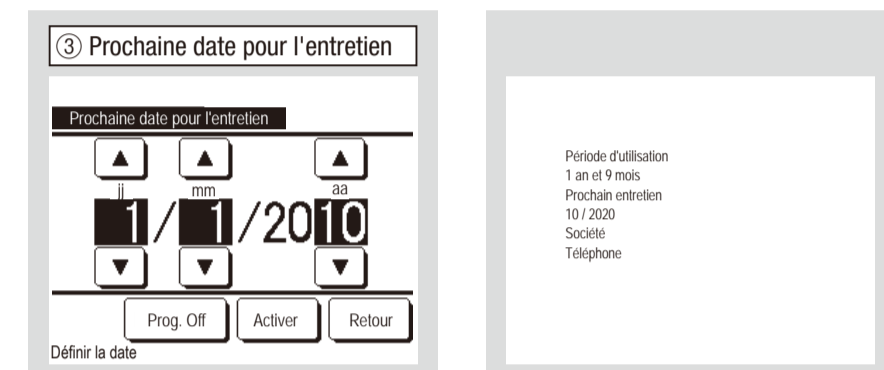 ③ Prochaine date pour l'entretien
Prochaine date pour l'entretien
▲ ▲ ▲
jj mm aa
1/1/2010
▼ ▼ ▼
Prog. Off Activer Retour
Définir la date
Période d'utilisation
1 an et 9 mois
Prochain entretien
10 / 2020
Société
Téléphone